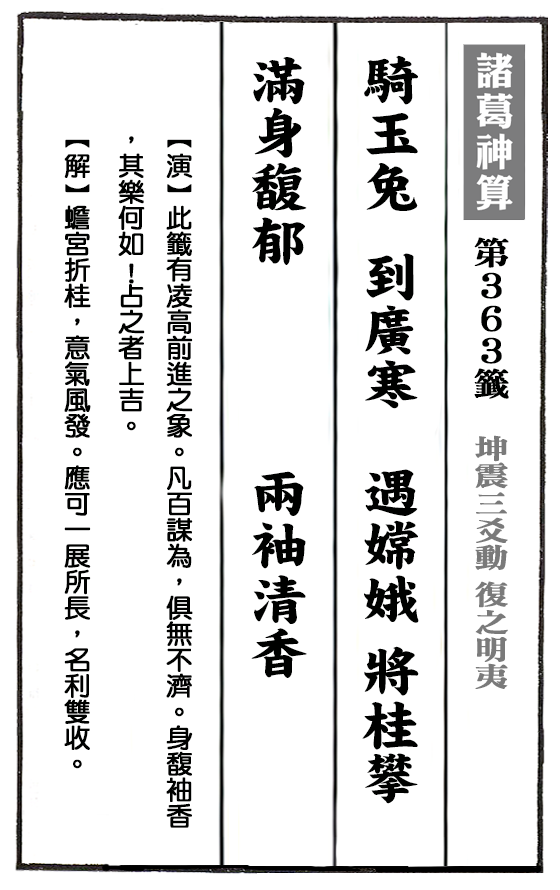 諸葛神算 第363籤 坤震三爻動 復之明夷
騎玉兔 到廣寒 遇嫦娥 將桂攀
滿身馥郁 兩袖清香
【演】此籤有凌高前進之象。凡百謀為，俱無不濟。身馥袖香
，其樂何如！占之者上吉。
【解】蟾宮折桂，意氣風發。應可一展所長，名利雙收。